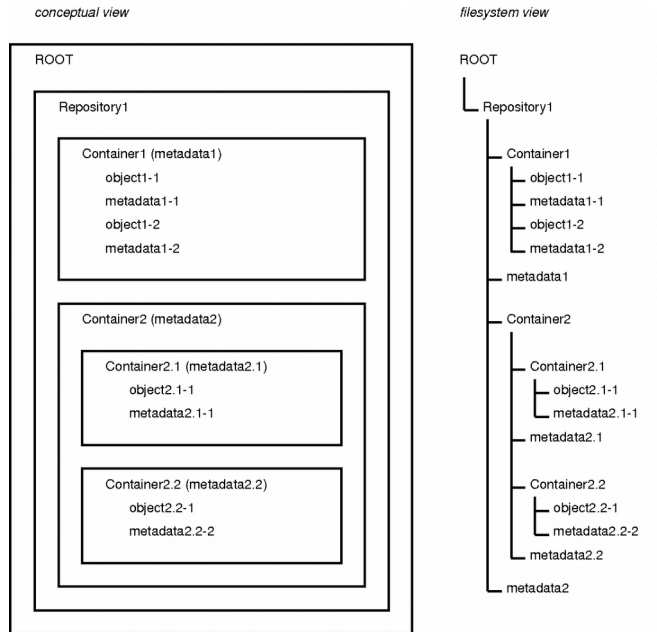 conceptual view
ROOT
Repository1
Container1 (metadata1)
object1-1
metadata1-1
object1-2
metadata1-2
Container2 (metadata2)
Container2.1 (metadata2.1)
object2.1-1
metadata2.1-1
Container2.2 (metadata2.2)
object2.2-1
metadata2.2-2
filesystem view
ROOT
Repository1
Container1
object1-1
metadata1-1
object1-2
metadata1-2
metadata1
Container2
Container2.1
object2.1-1
metadata2.1-1
metadata2.1
Container2.2
object2.2-1
metadata2.2-2
metadata2.2
metadata2